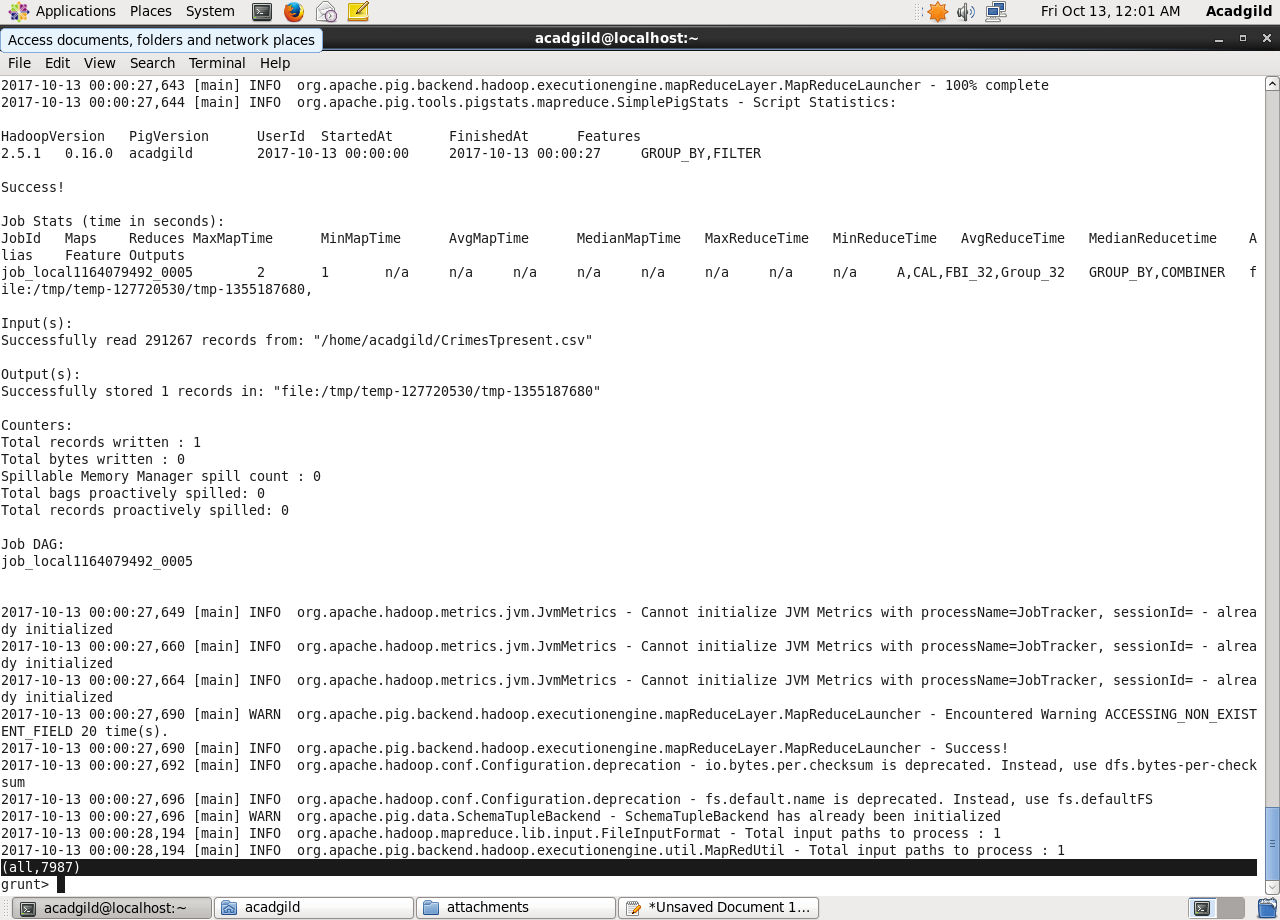 Applications Places System Fri Oct 13, 12:01 AM Acadgild
Access documents, folders and network places
acadgild@localhost:~
File Edit View Search Terminal Help
2017-10-13 00:00:27,643 [main] INFO  org.apache.pig.backend.hadoop.executionengine.mapReduceLayer.MapReduceLauncher - 100% complete
2017-10-13 00:00:27,644 [main] INFO  org.apache.pig.tools.pigstats.mapreduce.SimplePigStats - Script Statistics:
HadoopVersion   PigVersion      UserId  StartedAt       FinishedAt      Features
2.5.1   0.16.0  acadgild        2017-10-13 00:00:00     2017-10-13 00:00:27     GROUP_BY,FILTER
Success!
Job Stats (time in seconds):
JobId   Maps    Reduces MaxMapTime      MinMapTime      AvgMapTime      MedianMapTime   MaxReduceTime   MinReduceTime   AvgReduceTime   MedianReducetime    A
lias    Feature Outputs
job_local1164079492_0005        2       1       n/a     n/a     n/a     n/a     n/a     n/a     n/a     n/a     A,CAL,FBI_32,Group_32   GROUP_BY,COMBINER   f
ile:/tmp/temp-127720530/tmp-1355187680,
Input(s):
Successfully read 291267 records from: "/home/acadgild/CrimesTpresent.csv"
Output(s):
Successfully stored 1 records in: "file:/tmp/temp-127720530/tmp-1355187680"
Counters:
Total records written : 1
Total bytes written : 0
Spillable Memory Manager spill count : 0
Total bags proactively spilled: 0
Total records proactively spilled: 0
Job DAG:
job_local1164079492_0005
2017-10-13 00:00:27,649 [main] INFO  org.apache.hadoop.metrics.jvm.JvmMetrics - Cannot initialize JVM Metrics with processName=JobTracker, sessionId= - alrea
dy initialized
2017-10-13 00:00:27,660 [main] INFO  org.apache.hadoop.metrics.jvm.JvmMetrics - Cannot initialize JVM Metrics with processName=JobTracker, sessionId= - alrea
dy initialized
2017-10-13 00:00:27,664 [main] INFO  org.apache.hadoop.metrics.jvm.JvmMetrics - Cannot initialize JVM Metrics with processName=JobTracker, sessionId= - alrea
dy initialized
2017-10-13 00:00:27,690 [main] WARN  org.apache.pig.backend.hadoop.executionengine.mapReduceLayer.MapReduceLauncher - Encountered Warning ACCESSING_NON_EXIST
ENT_FIELD 20 time(s).
2017-10-13 00:00:27,690 [main] INFO  org.apache.pig.backend.hadoop.executionengine.mapReduceLayer.MapReduceLauncher - Success!
2017-10-13 00:00:27,692 [main] INFO  org.apache.hadoop.conf.Configuration.deprecation - io.bytes.per.checksum is deprecated. Instead, use dfs.bytes-per-check
sum
2017-10-13 00:00:27,696 [main] INFO  org.apache.hadoop.conf.Configuration.deprecation - fs.default.name is deprecated. Instead, use fs.defaultFS
2017-10-13 00:00:27,696 [main] WARN  org.apache.pig.data.SchemaTupleBackend - SchemaTupleBackend has already been initialized
2017-10-13 00:00:28,194 [main] INFO  org.apache.hadoop.mapreduce.lib.input.FileInputFormat - Total input paths to process : 1
2017-10-13 00:00:28,194 [main] INFO  org.apache.pig.backend.hadoop.executionengine.util.MapRedUtil - Total input paths to process : 1
(all,7987)
grunt>
acadgild@localhost:~ acadgild attachments *Unsaved Document 1...